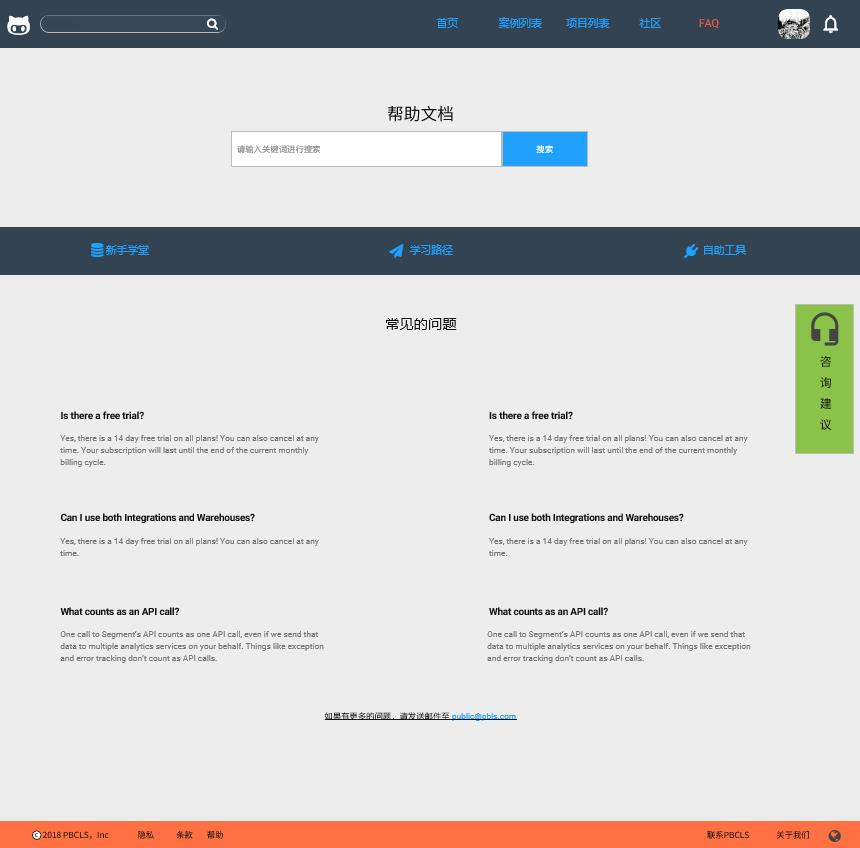 首页 案例列表 项目列表 社区 FAQ
帮助文档
请输入关键词进行搜索 搜索
新手学堂 学习路径 自助工具
常见的问题
咨
询
建
议
Is there a free trial?
Yes, there is a 14 day free trial on all plans! You can also cancel at any
time. Your subscription will last until the end of the current monthly
billing cycle.
Is there a free trial?
Yes, there is a 14 day free trial on all plans! You can also cancel at any
time. Your subscription will last until the end of the current monthly
billing cycle.
Can I use both Integrations and Warehouses?
Yes, there is a 14 day free trial on all plans! You can also cancel at any
time.
Can I use both Integrations and Warehouses?
Yes, there is a 14 day free trial on all plans! You can also cancel at any
time.
What counts as an API call?
One call to Segment's API counts as one API call, even if we send that
data to multiple analytics services on your behalf. Things like exception
and error tracking don't count as API calls.
What counts as an API call?
One call to Segment's API counts as one API call, even if we send that
data to multiple analytics services on your behalf. Things like exception
and error tracking don't count as API calls.
如果有更多的问题，请发送邮件至 public@pbls.com
©2018 PBCLS，Inc 隐私 条款 帮助 联系PBCLS 关于我们